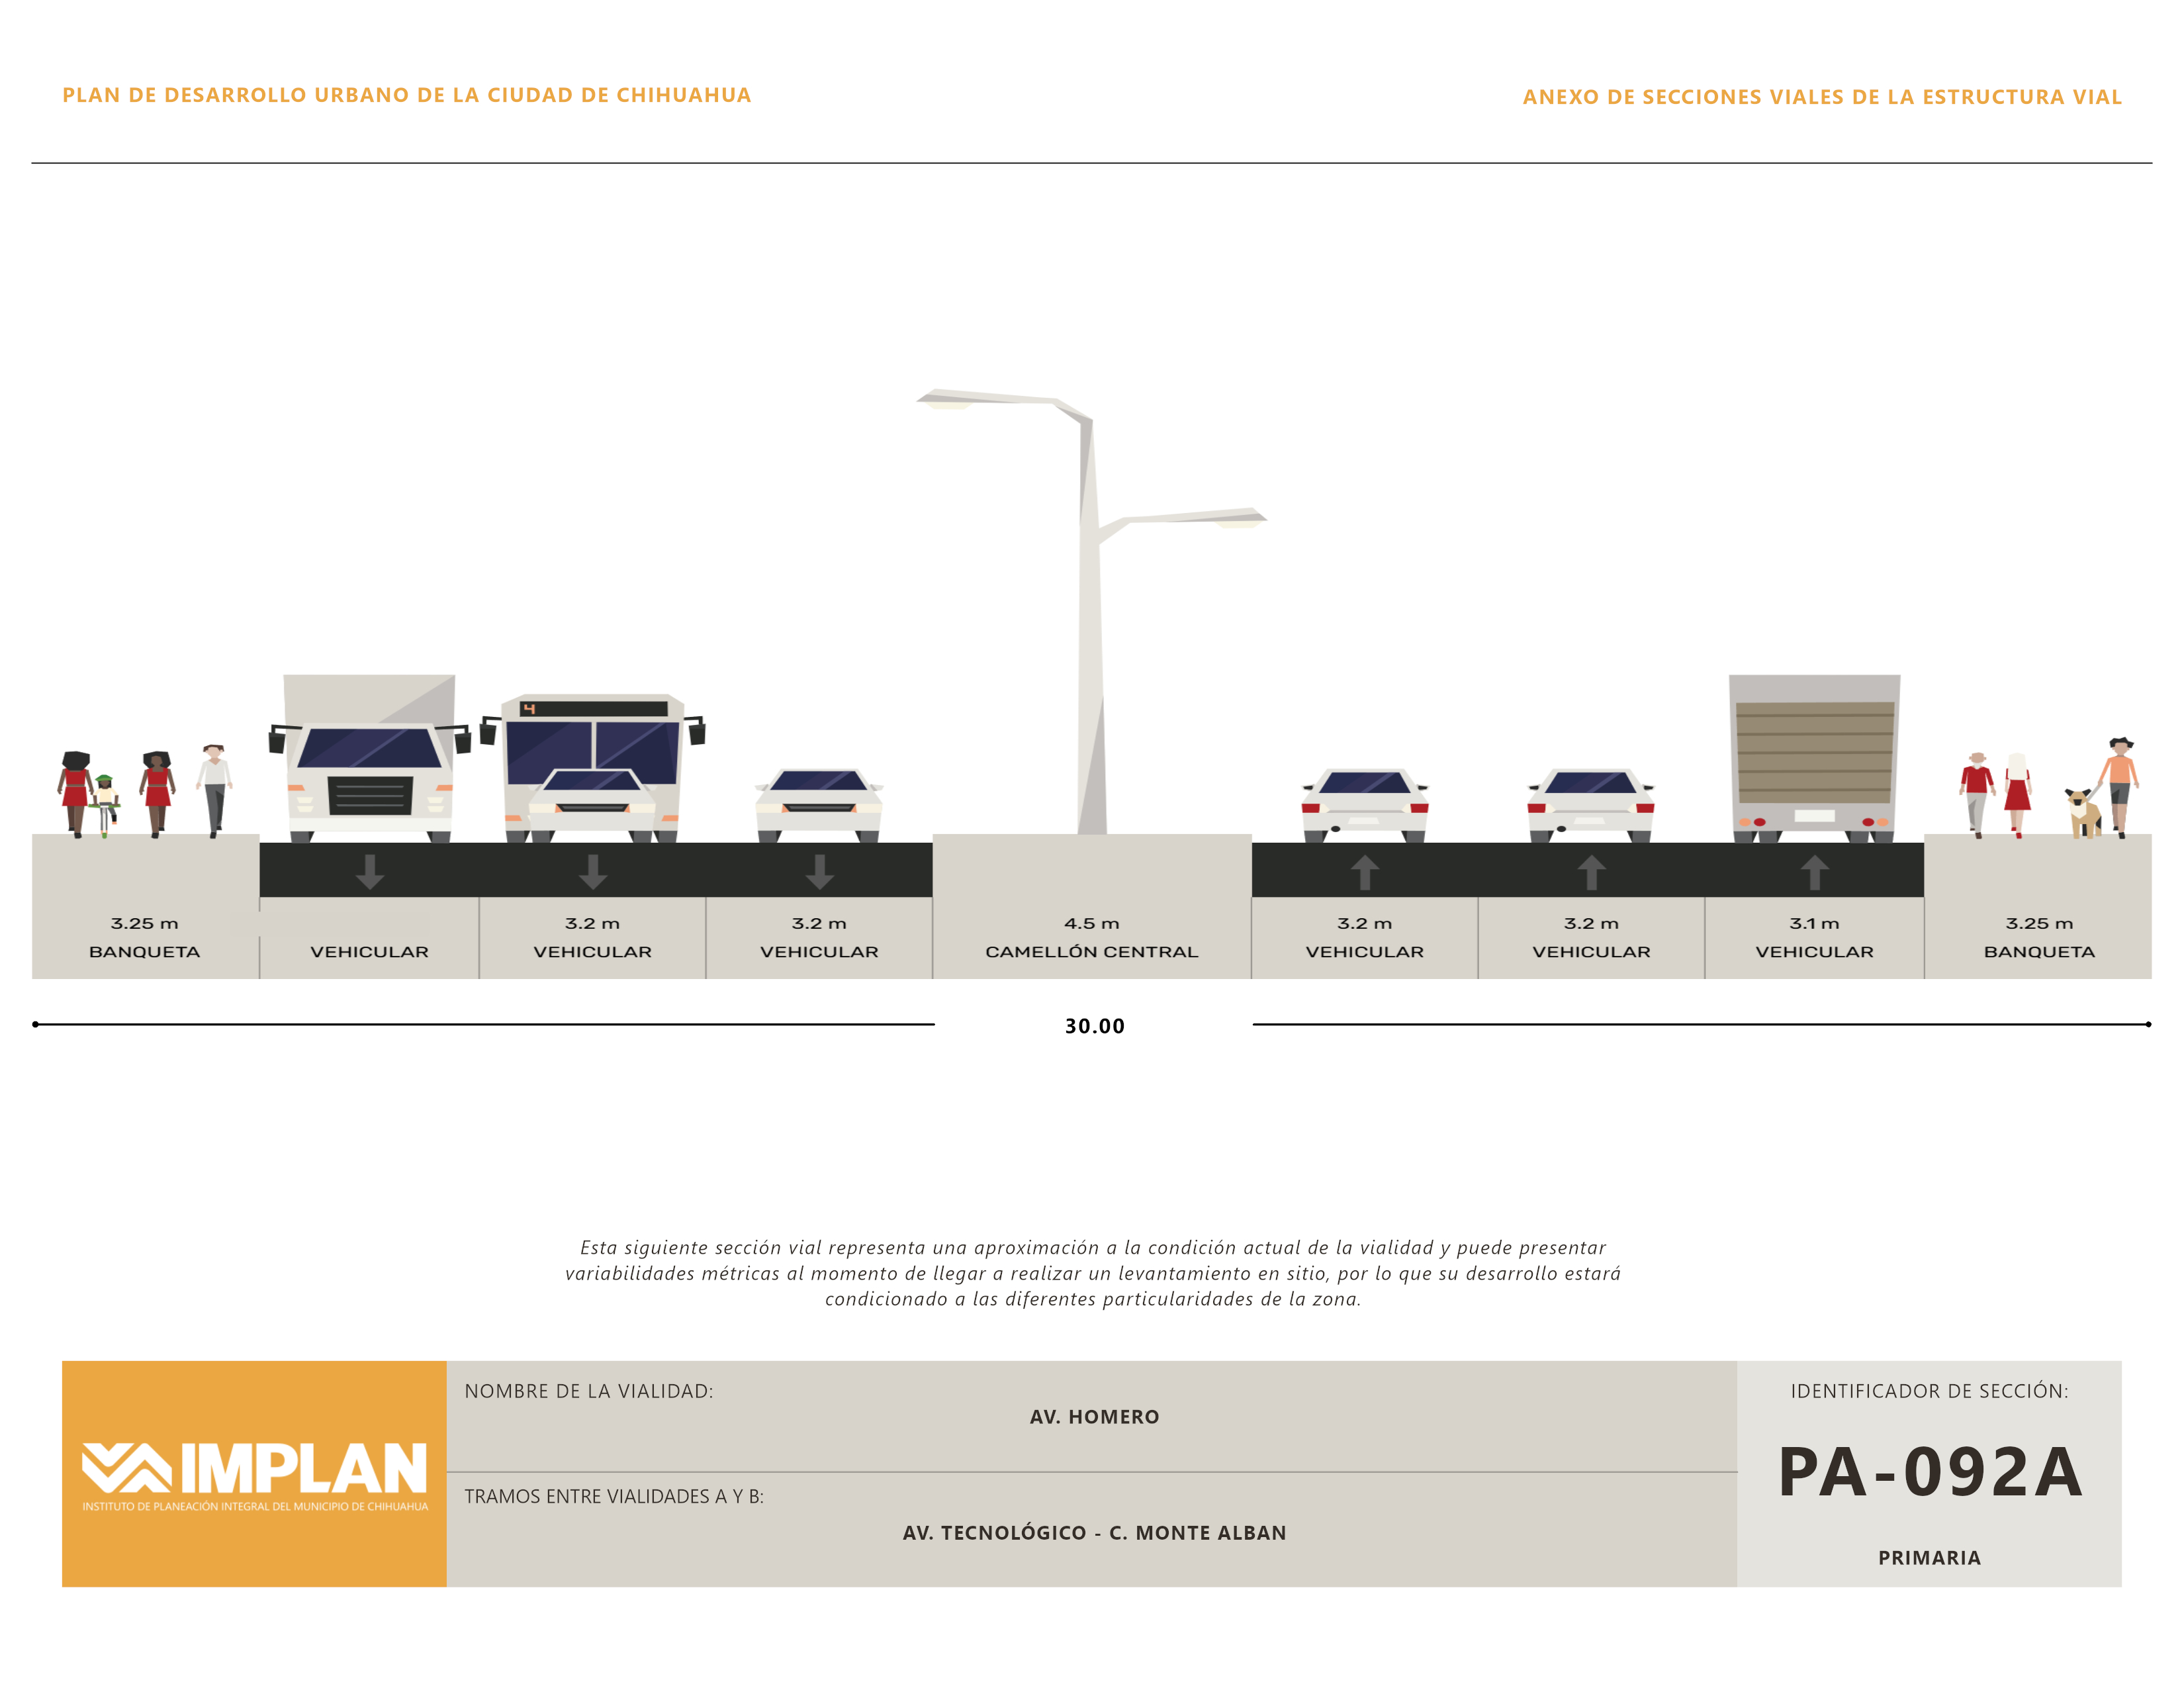 PLAN DE DESARROLLO URBANO DE LA CIUDAD DE CHIHUAHUA
ANEXO DE SECCIONES VIALES DE LA ESTRUCTURA VIAL
4
3.25 m
BANQUETA
VEHICULAR
3.2 m
VEHICULAR
3.2 m
VEHICULAR
4.5 m
CAMELLÓN CENTRAL
3.2 m
VEHICULAR
3.2 m
VEHICULAR
3.1 m
VEHICULAR
3.25 m
BANQUETA
30.00
Esta siguiente sección vial representa una aproximación a la condición actual de la vialidad y puede presentar
variabilidades métricas al momento de llegar a realizar un levantamiento en sitio, por lo que su desarrollo estará
condicionado a las diferentes particularidades de la zona.
IMPLAN
INSTITUTO DE PLANEACIÓN INTEGRAL DEL MUNICIPIO DE CHIHUAHUA
NOMBRE DE LA VIALIDAD:
AV. HOMERO
TRAMOS ENTRE VIALIDADES A Y B:
AV. TECNOLÓGICO - C. MONTE ALBAN
IDENTIFICADOR DE SECCIÓN:
PA-092A
PRIMARIA